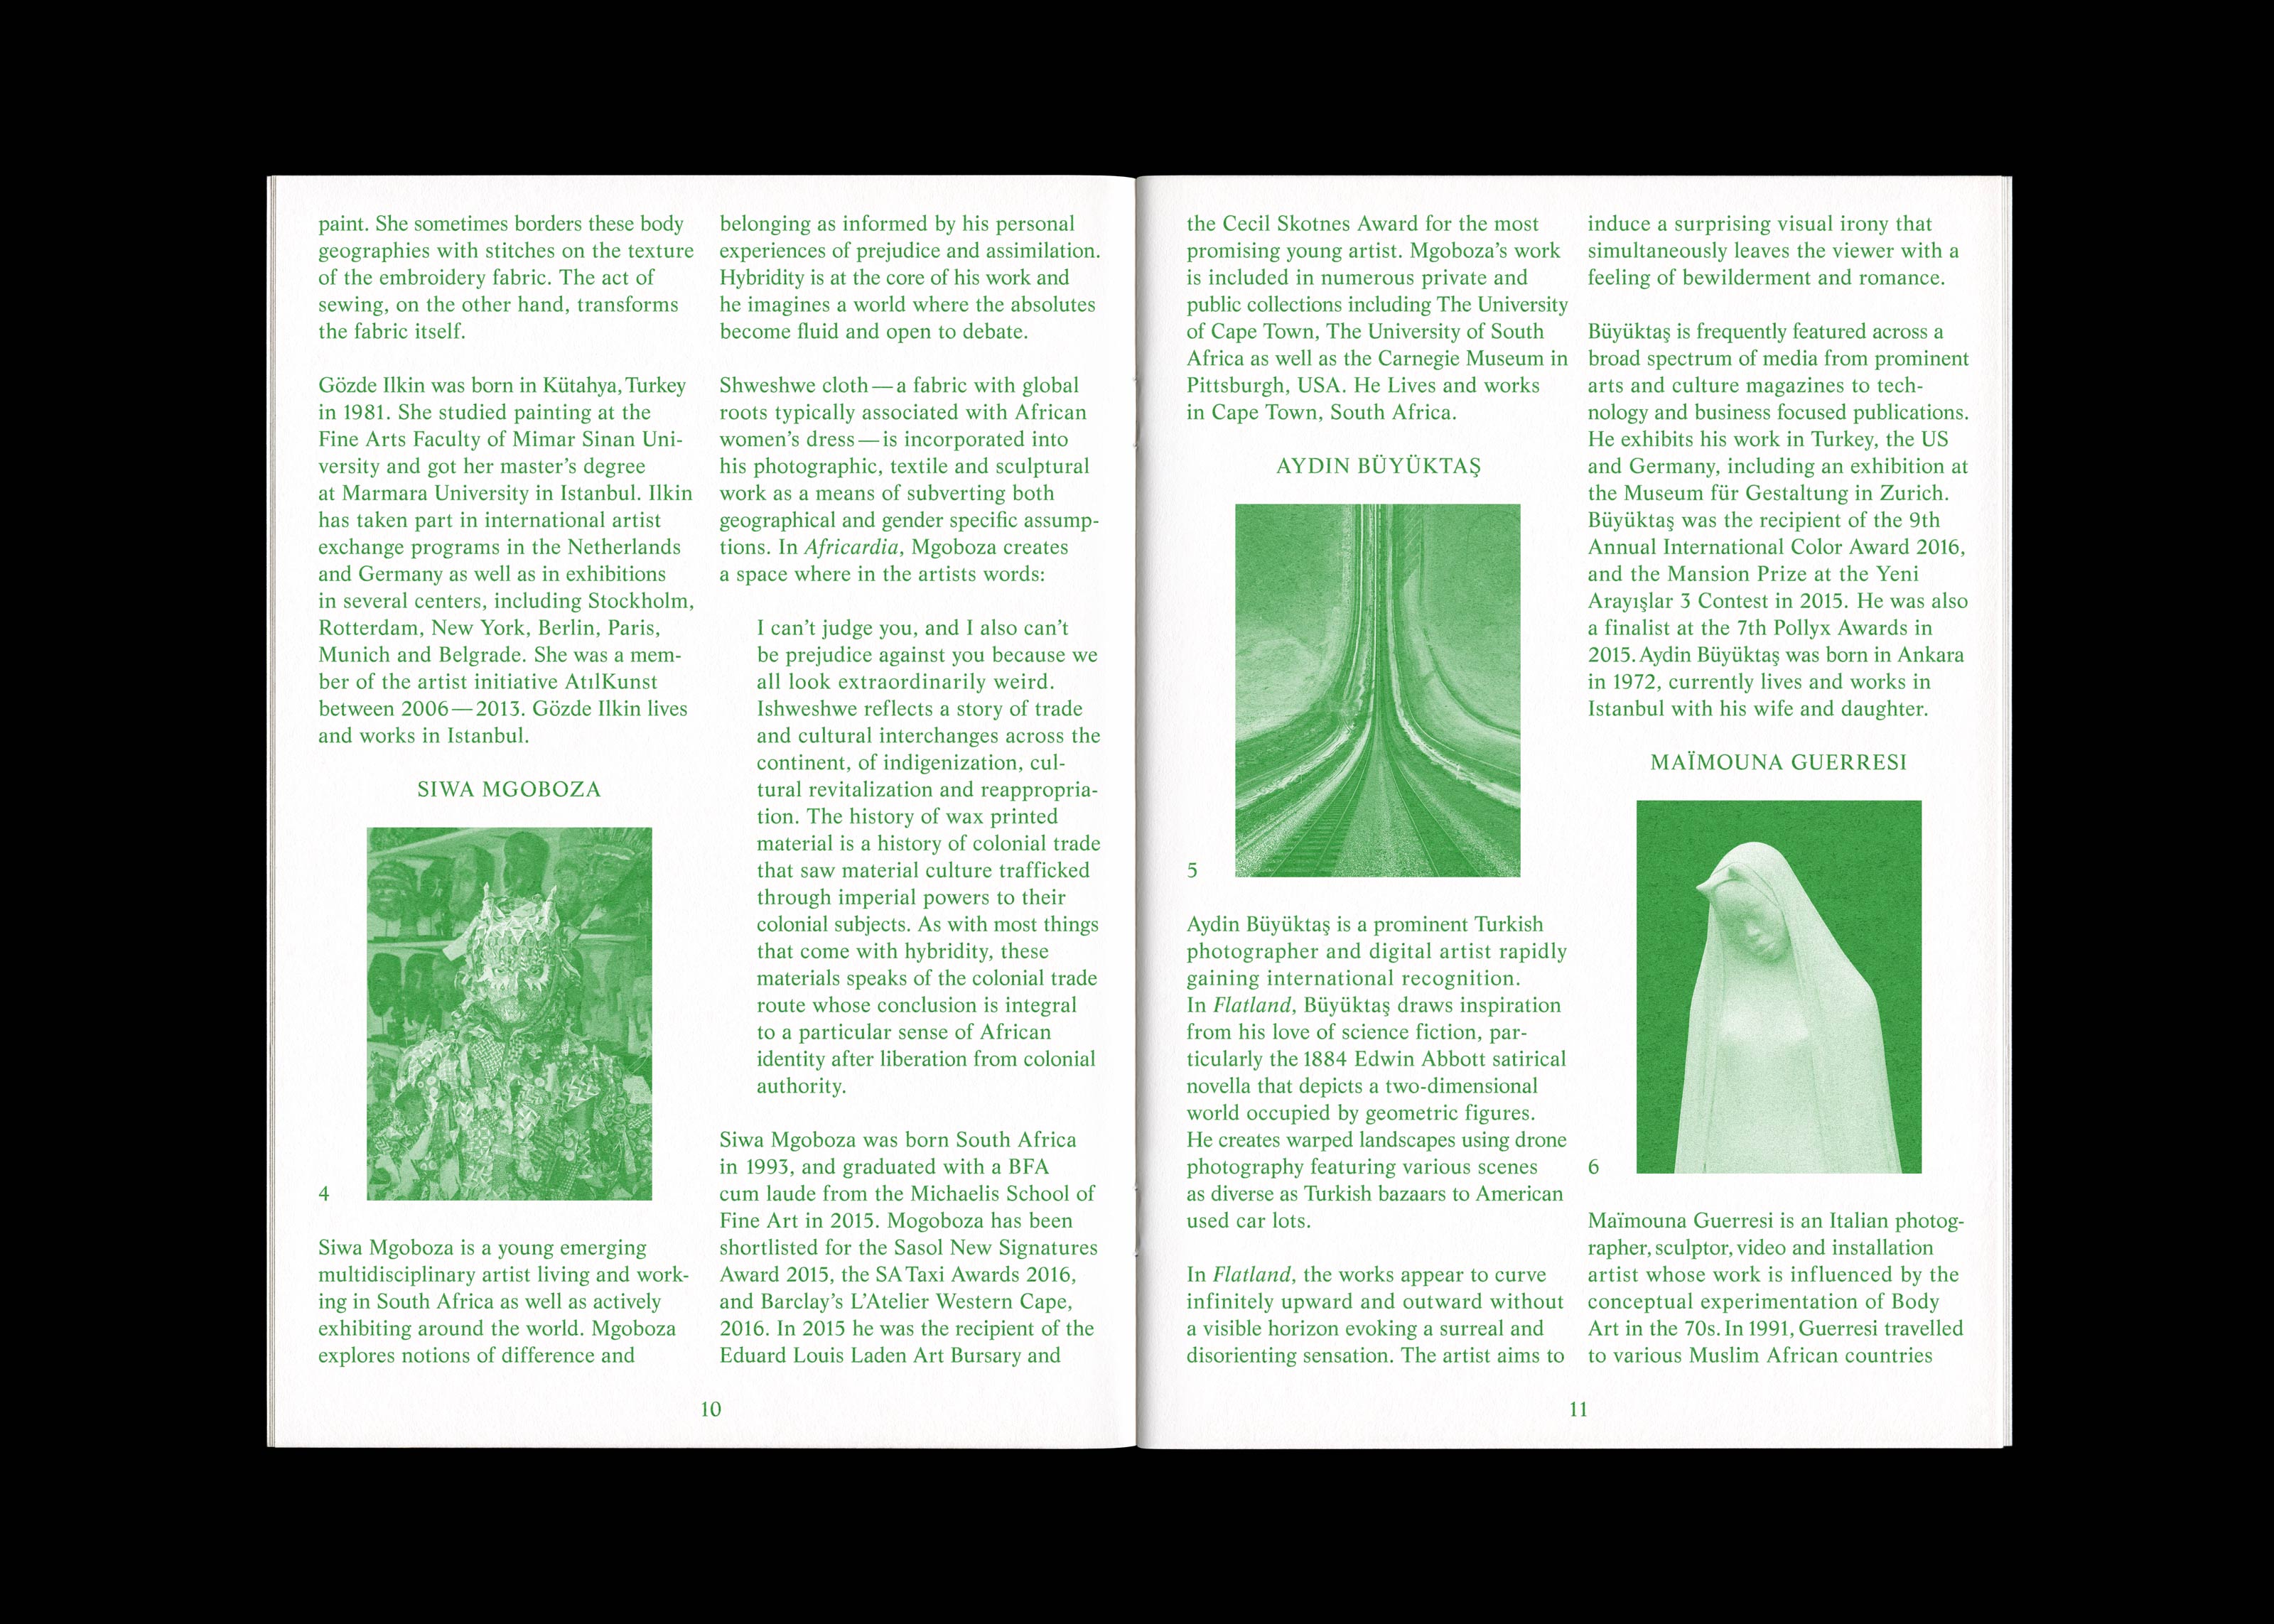 paint. She sometimes borders these body
geographies with stitches on the texture
of the embroidery fabric. The act of
sewing, on the other hand, transforms
the fabric itself.
Gözde Ilkin was born in Kütahya, Turkey
in 1981. She studied painting at the
Fine Arts Faculty of Mimar Sinan Uni-
versity and got her master’s degree
at Marmara University in Istanbul. Ilkin
has taken part in international artist
exchange programs in the Netherlands
and Germany as well as in exhibitions
in several centers, including Stockholm,
Rotterdam, New York, Berlin, Paris,
Munich and Belgrade. She was a mem-
ber of the artist initiative AtılKunst
between 2006 — 2013. Gözde Ilkin lives
and works in Istanbul.
SIWA MGOBOZA
4
Siwa Mgoboza is a young emerging
multidisciplinary artist living and work-
ing in South Africa as well as actively
exhibiting around the world. Mgoboza
explores notions of difference and
belonging as informed by his personal
experiences of prejudice and assimilation.
Hybridity is at the core of his work and
he imagines a world where the absolutes
become fluid and open to debate.
Shweshwe cloth — a fabric with global
roots typically associated with African
women’s dress — is incorporated into
his photographic, textile and sculptural
work as a means of subverting both
geographical and gender specific assump-
tions. In Africardia, Mgoboza creates
a space where in the artists words:
I can’t judge you, and I also can’t
be prejudice against you because we
all look extraordinarily weird.
Ishweshwe reflects a story of trade
and cultural interchanges across the
continent, of indigenization, cul-
tural revitalization and reappropria-
tion. The history of wax printed
material is a history of colonial trade
that saw material culture trafficked
through imperial powers to their
colonial subjects. As with most things
that come with hybridity, these
materials speaks of the colonial trade
route whose conclusion is integral
to a particular sense of African
identity after liberation from colonial
authority.
Siwa Mgoboza was born South Africa
in 1993, and graduated with a BFA
cum laude from the Michaelis School of
Fine Art in 2015. Mogoboza has been
shortlisted for the Sasol New Signatures
Award 2015, the SA Taxi Awards 2016,
and Barclay’s L’Atelier Western Cape,
2016. In 2015 he was the recipient of the
Eduard Louis Laden Art Bursary and
10
the Cecil Skotnes Award for the most
promising young artist. Mgoboza’s work
is included in numerous private and
public collections including The University
of Cape Town, The University of South
Africa as well as the Carnegie Museum in
Pittsburgh, USA. He Lives and works
in Cape Town, South Africa.
AYDIN BÜYÜKTAŞ
5
Aydin Büyüktaş is a prominent Turkish
photographer and digital artist rapidly
gaining international recognition.
In Flatland, Büyüktaş draws inspiration
from his love of science fiction, par-
ticularly the 1884 Edwin Abbott satirical
novella that depicts a two-dimensional
world occupied by geometric figures.
He creates warped landscapes using drone
photography featuring various scenes
as diverse as Turkish bazaars to American
used car lots.
In Flatland, the works appear to curve
infinitely upward and outward without
a visible horizon evoking a surreal and
disorienting sensation. The artist aims to
induce a surprising visual irony that
simultaneously leaves the viewer with a
feeling of bewilderment and romance.
Büyüktaş is frequently featured across a
broad spectrum of media from prominent
arts and culture magazines to tech-
nology and business focused publications.
He exhibits his work in Turkey, the US
and Germany, including an exhibition at
the Museum für Gestaltung in Zurich.
Büyüktaş was the recipient of the 9th
Annual International Color Award 2016,
and the Mansion Prize at the Yeni
Arayışlar 3 Contest in 2015. He was also
a finalist at the 7th Pollyx Awards in
2015. Aydin Büyüktaş was born in Ankara
in 1972, currently lives and works in
Istanbul with his wife and daughter.
MAÏMOUNA GUERRESI
6
Maïmouna Guerresi is an Italian photog-
rapher, sculptor, video and installation
artist whose work is influenced by the
conceptual experimentation of Body
Art in the 70s. In 1991, Guerresi travelled
to various Muslim African countries
11